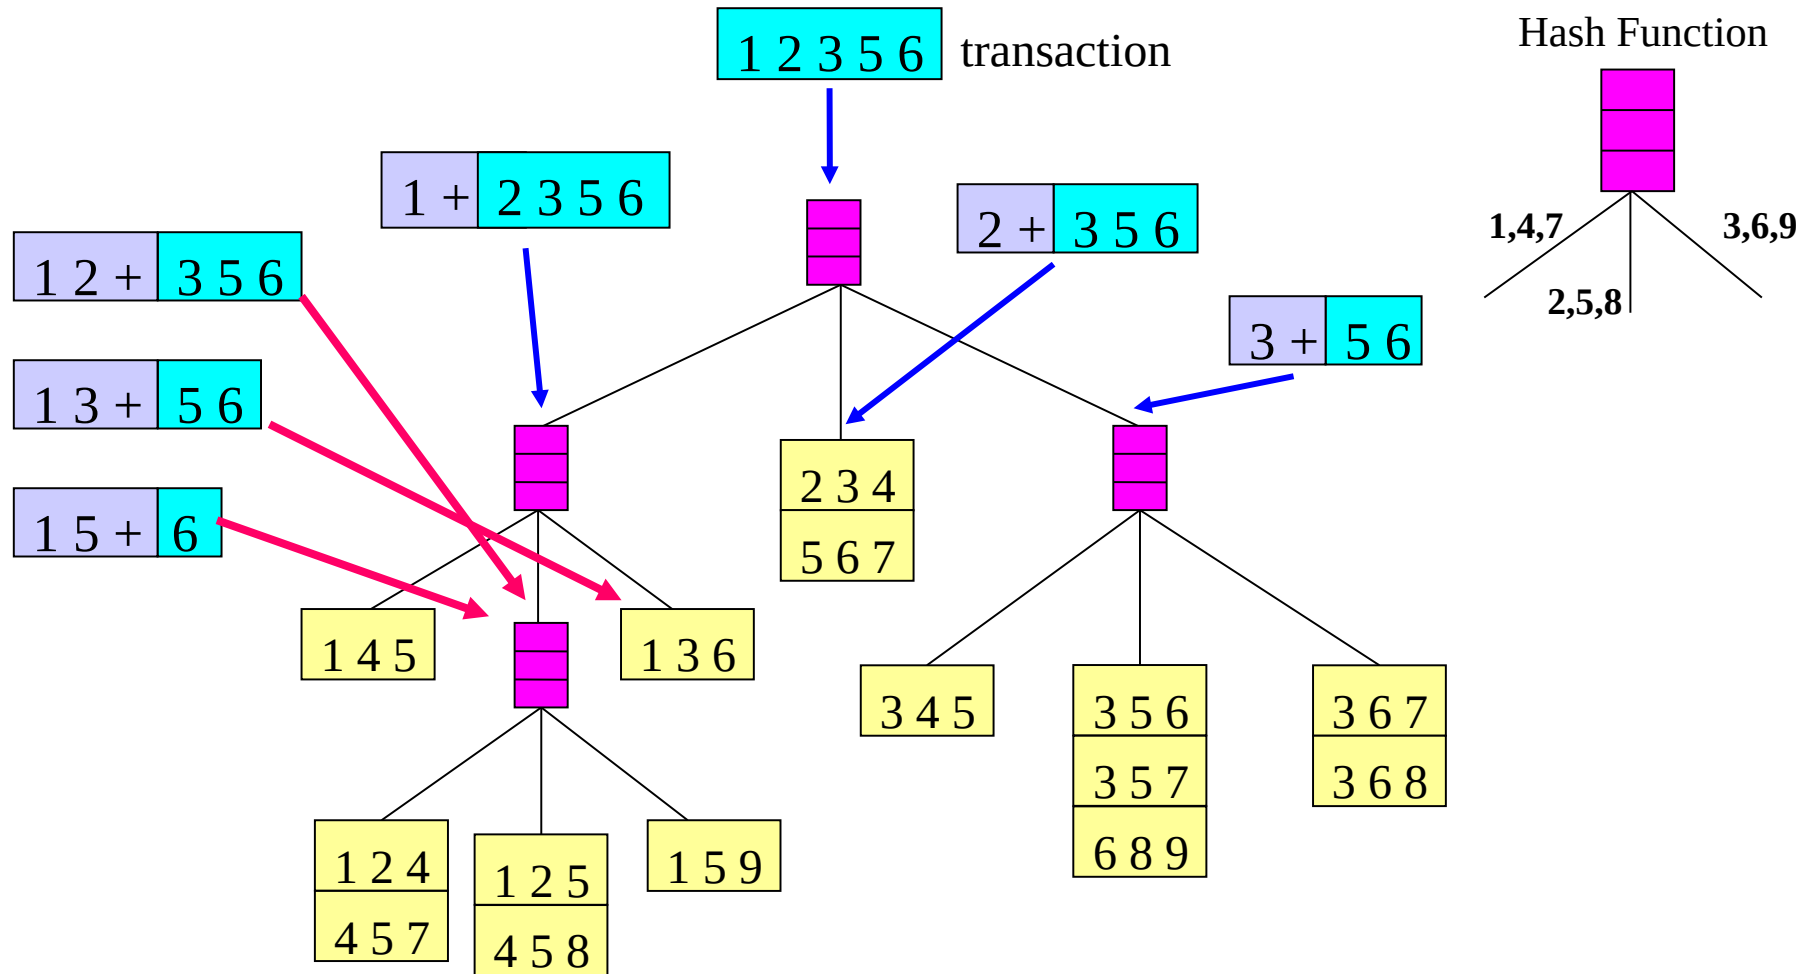 1 2 3 5 6 transaction
Hash Function
1 + 2 3 5 6
2 + 3 5 6
1,4,7
3,6,9
2,5,8
1 2 + 3 5 6
3 + 5 6
1 3 + 5 6
1 5 + 6
2 3 4
5 6 7
1 4 5
1 3 6
3 4 5
3 5 6
3 6 7
3 5 7
3 6 8
6 8 9
1 2 4
1 2 5
1 5 9
4 5 7
4 5 8